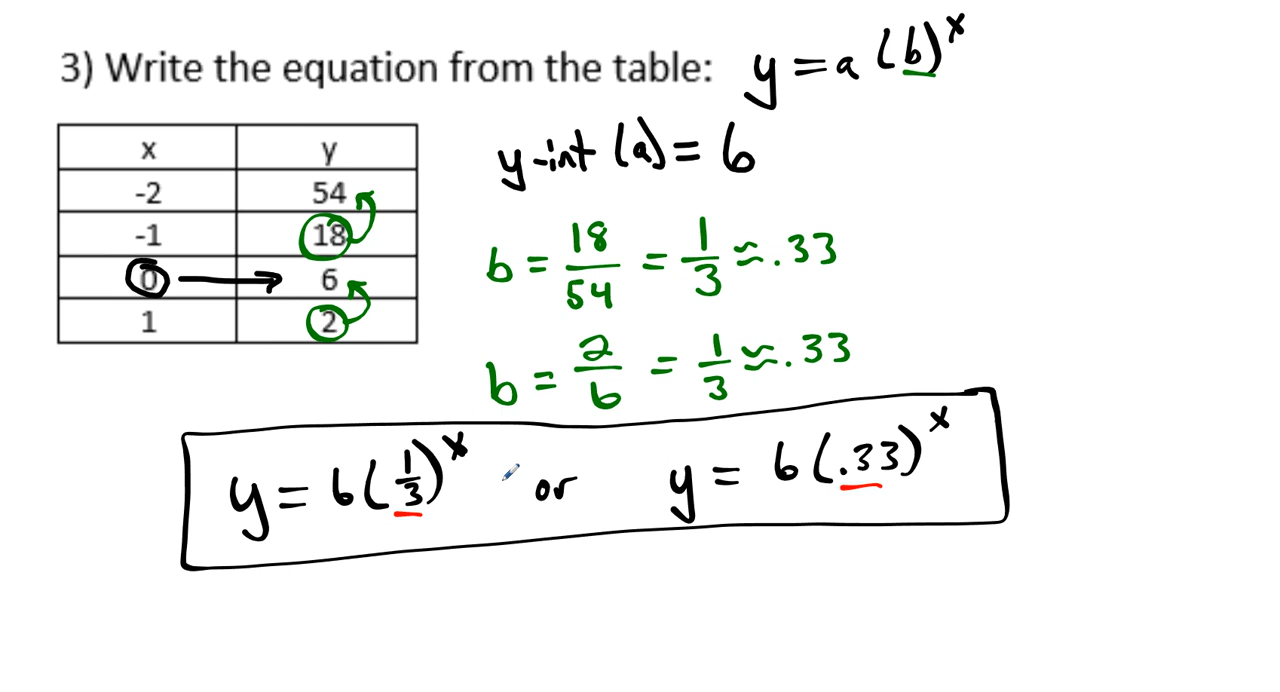 3) Write the equation from the table: y = a (b)^x
x y
-2 54
-1 18
0 6
1 2
y-int (a) = 6
b = 18/54 = 1/3 ≈ .33
b = 2/6 = 1/3 ≈ .33
y = 6(1/3)^x or y = 6(.33)^x